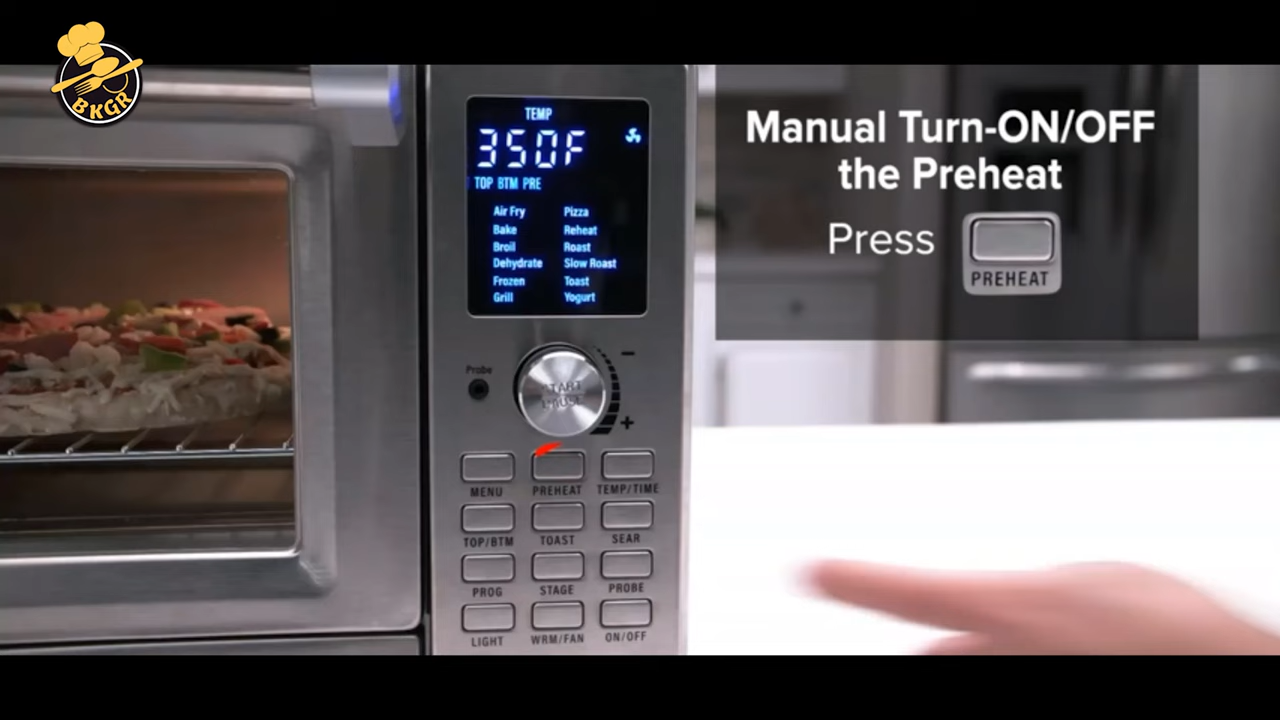 BKGR
TEMP
350F
TOP BTM PRE
Air Fry Pizza
Bake Reheat
Broil Roast
Dehydrate Slow Roast
Frozen Toast
Grill Yogurt
Probe
START
PAUSE
MENU PREHEAT TEMP/TIME
TOP/BTM TOAST SEAR
PROG STAGE PROBE
LIGHT WRM/FAN ON/OFF
Manual Turn-ON/OFF
the Preheat
Press
PREHEAT